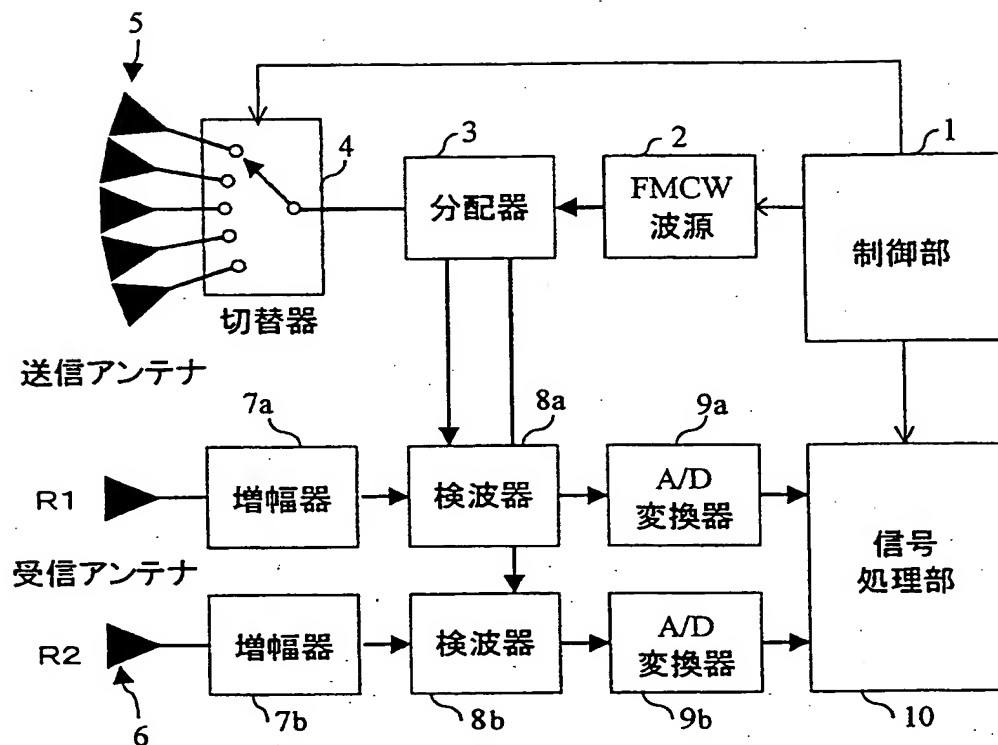 5
4
3
2
1
分配器
FMCW
波源
制御部
切替器
送信アンテナ
7a
8a
9a
R1
増幅器
検波器
A/D
変換器
信号
処理部
受信アンテナ
R2
増幅器
検波器
A/D
変換器
6
7b
8b
9b
10